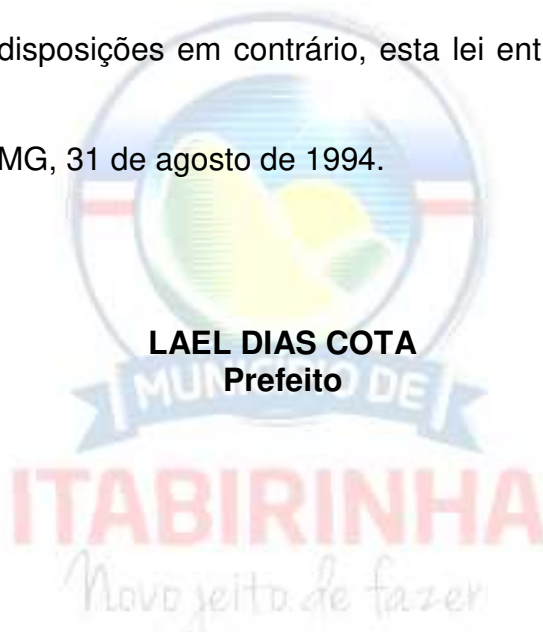 disposições em contrário, esta lei ent
MG, 31 de agosto de 1994.
LAEL DIAS COTA
Prefeito
MUNICÍPIO DE
ITABIRINHA
Novo jeito de fazer